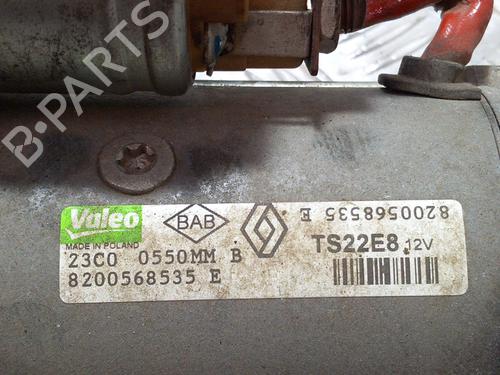 B-PARTS
Valeo
MADE IN POLAND
BAB
8200568535 E
TS22E8 12V
23C0 0550MM B
8200568535 E